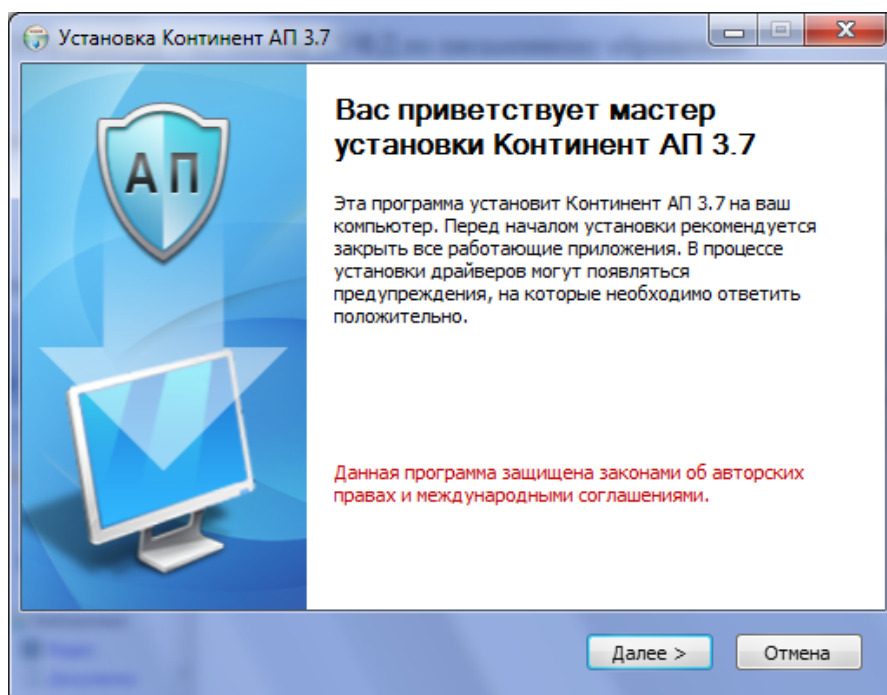 Установка Континент АП 3.7
АП
Вас приветствует мастер
установки Континент АП 3.7
Эта программа установит Континент АП 3.7 на ваш
компьютер. Перед началом установки рекомендуется
закрыть все работающие приложения. В процессе
установки драйверов могут появляться
предупреждения, на которые необходимо ответить
положительно.
Данная программа защищена законами об авторских
правах и международными соглашениями.
Далее >
Отмена